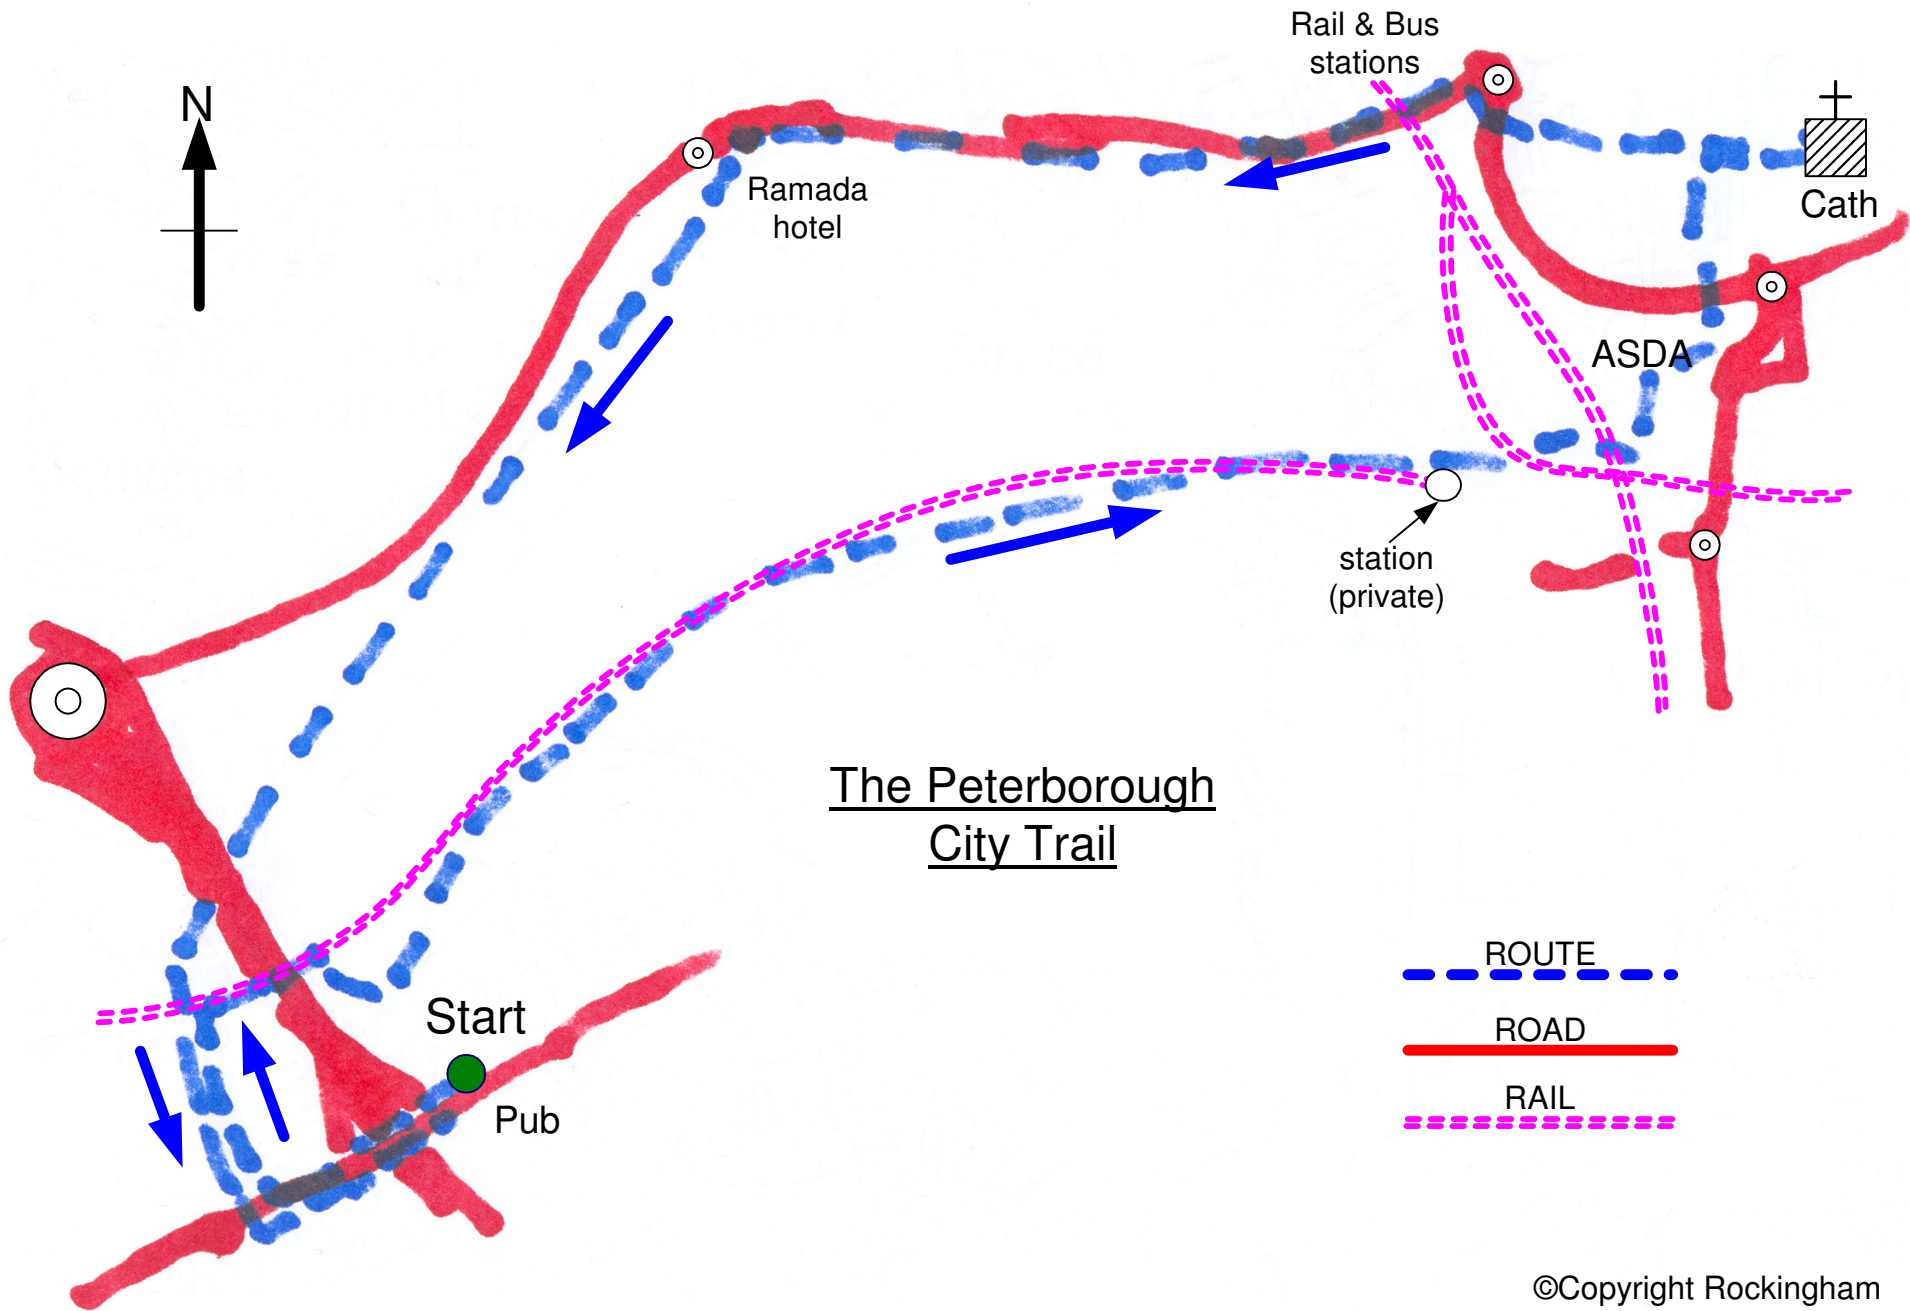 Rail & Bus
stations
N
Ramada
hotel
Cath
ASDA
station
(private)
The Peterborough
City Trail
ROUTE
Start
ROAD
RAIL
Pub
©Copyright Rockingham